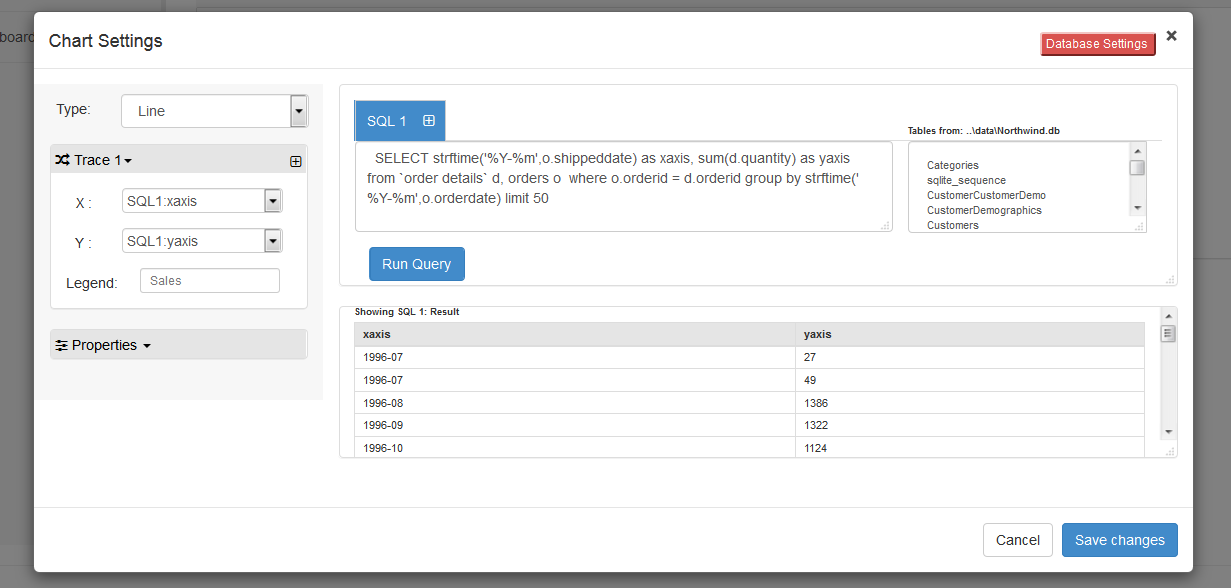 board
Chart Settings
Database Settings
×
Type:
Line
Trace 1
X :
SQL1:xaxis
Y :
SQL1:yaxis
Legend:
Sales
Properties
SQL 1
Tables from: ..\data\Northwind.db
SELECT strftime('%Y-%m',o.shippeddate) as xaxis, sum(d.quantity) as yaxis
from `order details` d, orders o  where o.orderid = d.orderid group by strftime('
%Y-%m',o.orderdate) limit 50
Categories
sqlite_sequence
CustomerCustomerDemo
CustomerDemographics
Customers
Run Query
Showing SQL 1: Result
xaxis yaxis
1996-07 27
1996-07 49
1996-08 1386
1996-09 1322
1996-10 1124
Cancel
Save changes